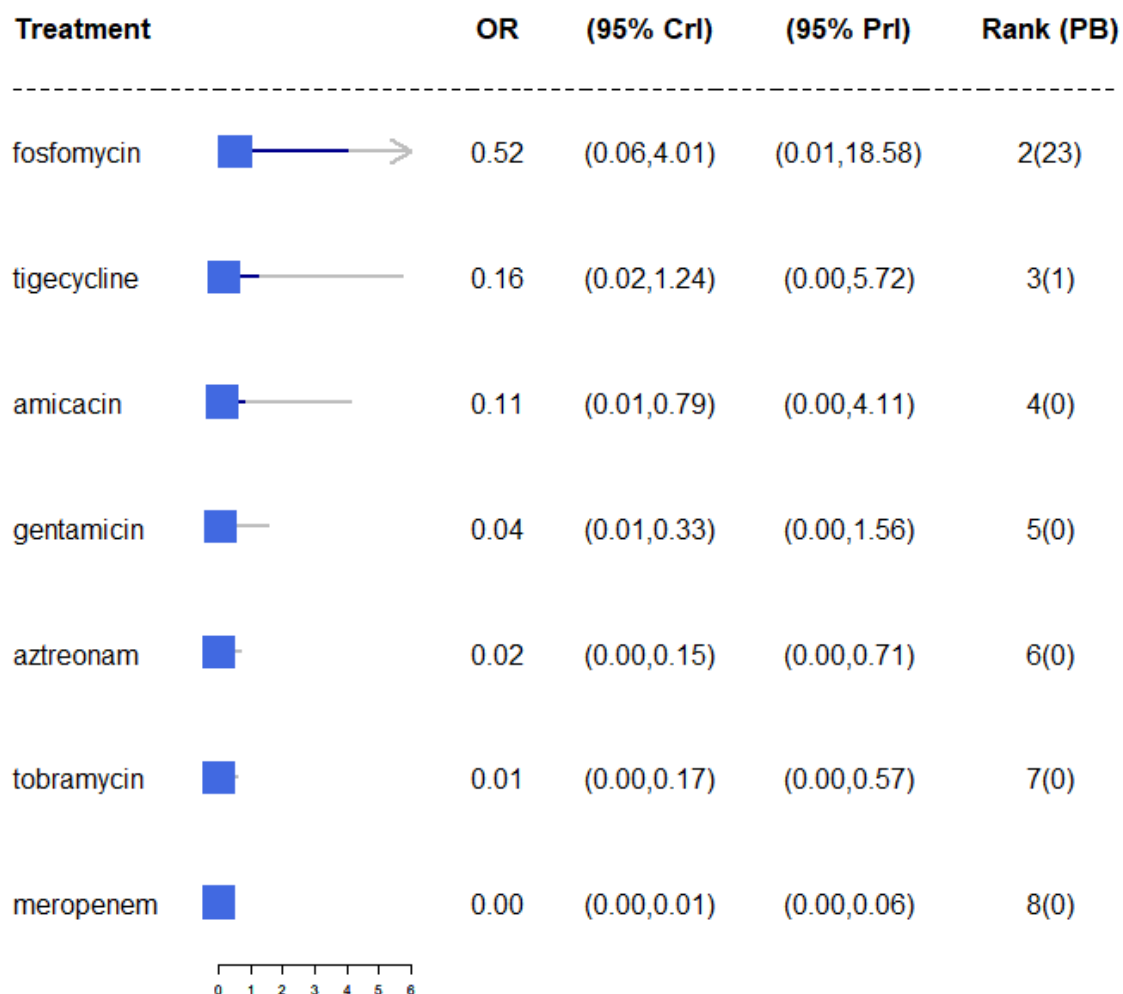 Treatment OR (95% CrI) (95% PrI) Rank (PB)
fosfomycin 0.52 (0.06,4.01) (0.01,18.58) 2(23)
tigecycline 0.16 (0.02,1.24) (0.00,5.72) 3(1)
amicacin 0.11 (0.01,0.79) (0.00,4.11) 4(0)
gentamicin 0.04 (0.01,0.33) (0.00,1.56) 5(0)
aztreonam 0.02 (0.00,0.15) (0.00,0.71) 6(0)
tobramycin 0.01 (0.00,0.17) (0.00,0.57) 7(0)
meropenem 0.00 (0.00,0.01) (0.00,0.06) 8(0)
0 1 2 3 4 5 6